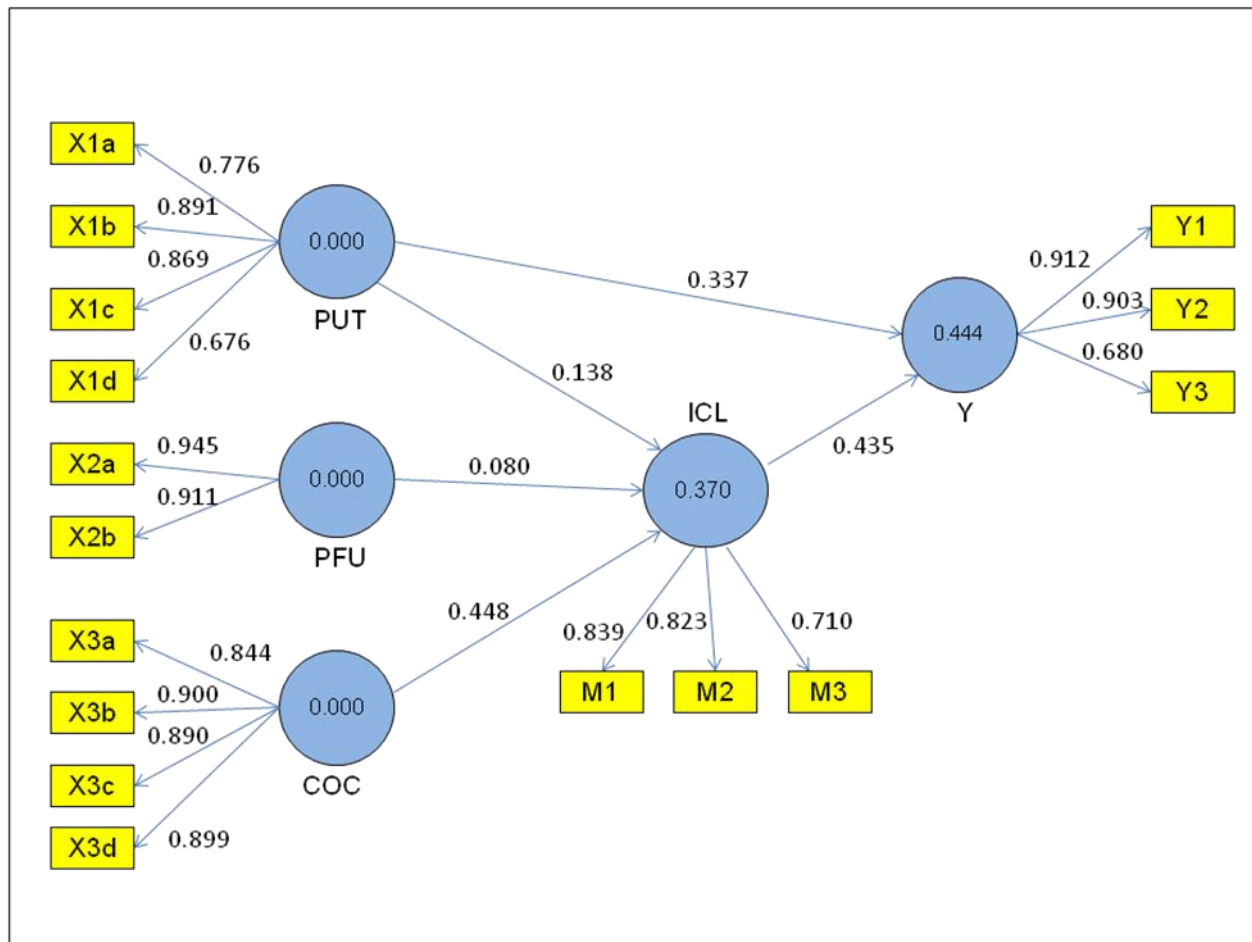 X1a
0.776
X1b
0.891
0.000
Y1
0.869
0.912
0.337
X1c
PUT
Y2
0.903
0.676
0.444
X1d
0.138
0.680
Y3
ICL
Y
X2a
0.945
0.435
0.080
0.911
0.000
0.370
X2b
PFU
X3a
0.448
0.844
0.839
0.823
0.710
0.900
M1
M2
M3
X3b
0.000
0.890
X3c
COC
X3d
0.899